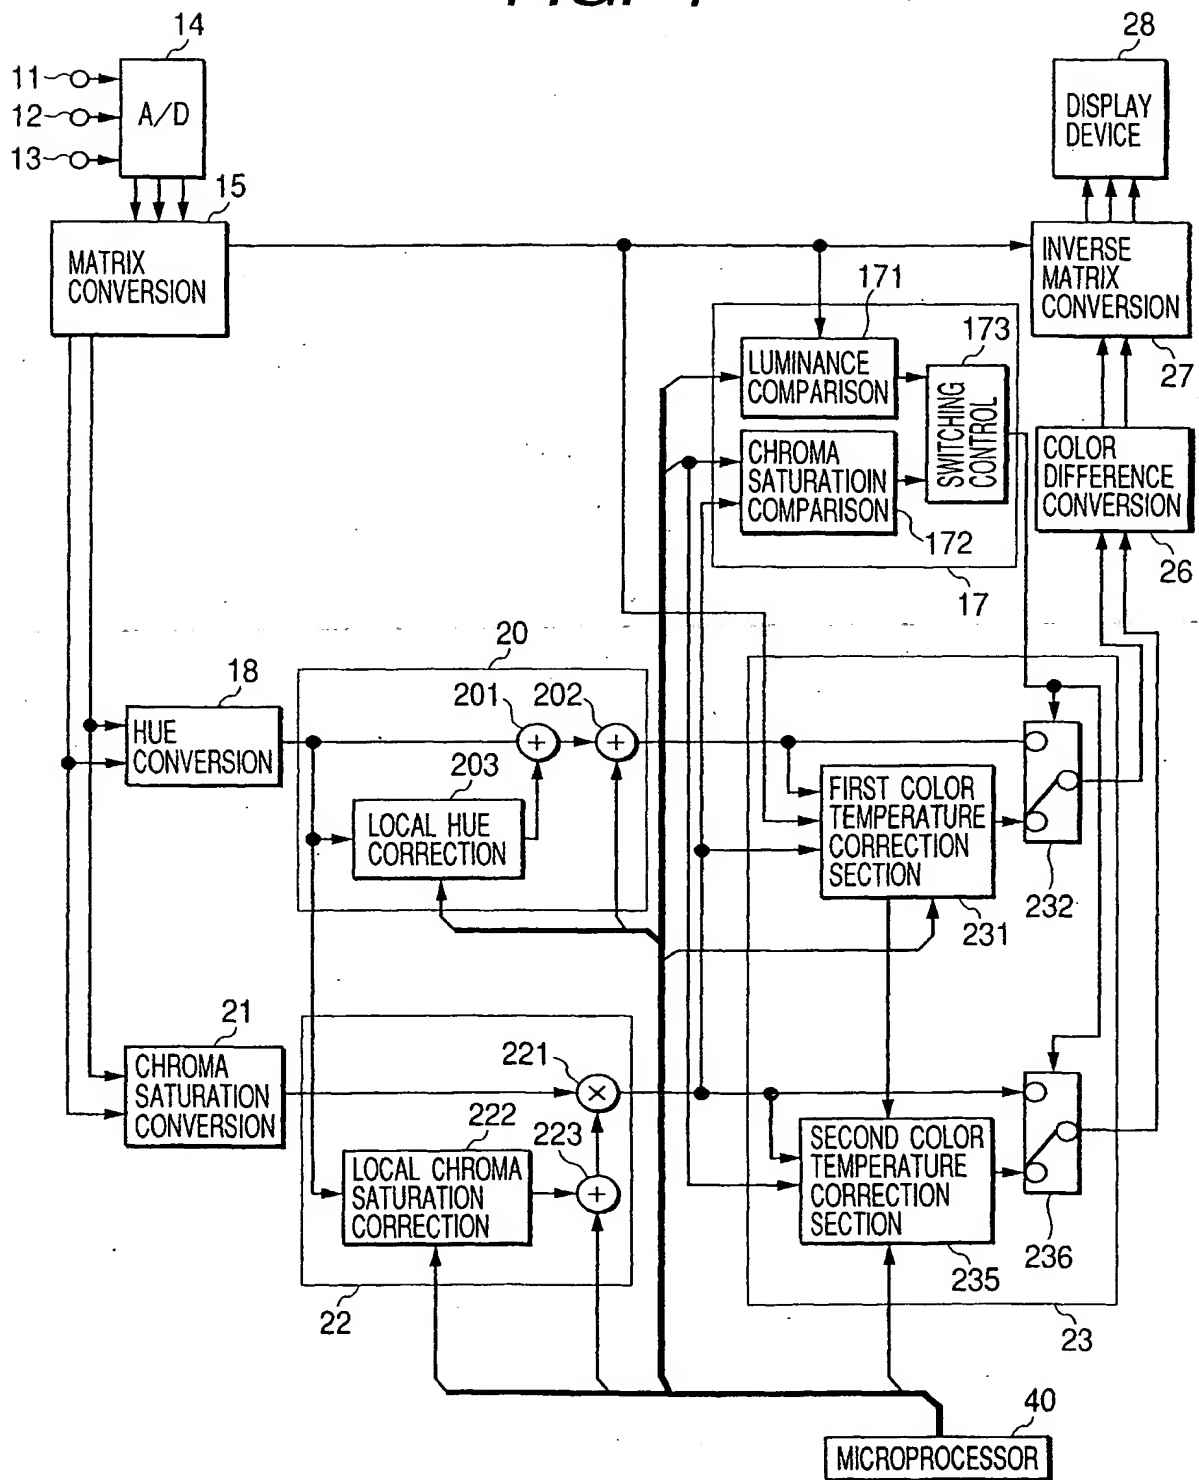 14
28
11
12
13
A/D
DISPLAY
DEVICE
15
MATRIX
CONVERSION
INVERSE
MATRIX
CONVERSION
27
171
173
LUMINANCE
COMPARISON
SWITCHING
CONTROL
CHROMA
SATURATIOIN
COMPARISON
172
17
COLOR
DIFFERENCE
CONVERSION
26
18
HUE
CONVERSION
20
201
202
203
LOCAL HUE
CORRECTION
FIRST COLOR
TEMPERATURE
CORRECTION
SECTION
231
232
21
CHROMA
SATURATION
CONVERSION
221
222
223
LOCAL CHROMA
SATURATION
CORRECTION
22
SECOND COLOR
TEMPERATURE
CORRECTION
SECTION
235
236
23
40
MICROPROCESSOR